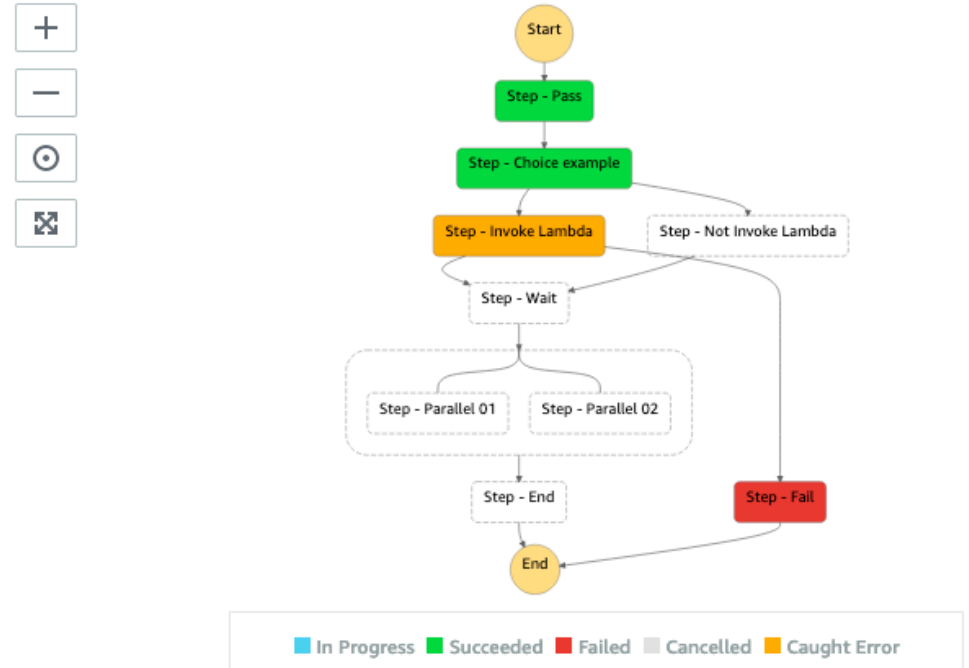 Start
Step - Pass
Step - Choice example
Step - Invoke Lambda
Step - Not Invoke Lambda
Step - Wait
Step - Parallel 01
Step - Parallel 02
Step - End
Step - Fail
End
In Progress Succeeded Failed Cancelled Caught Error